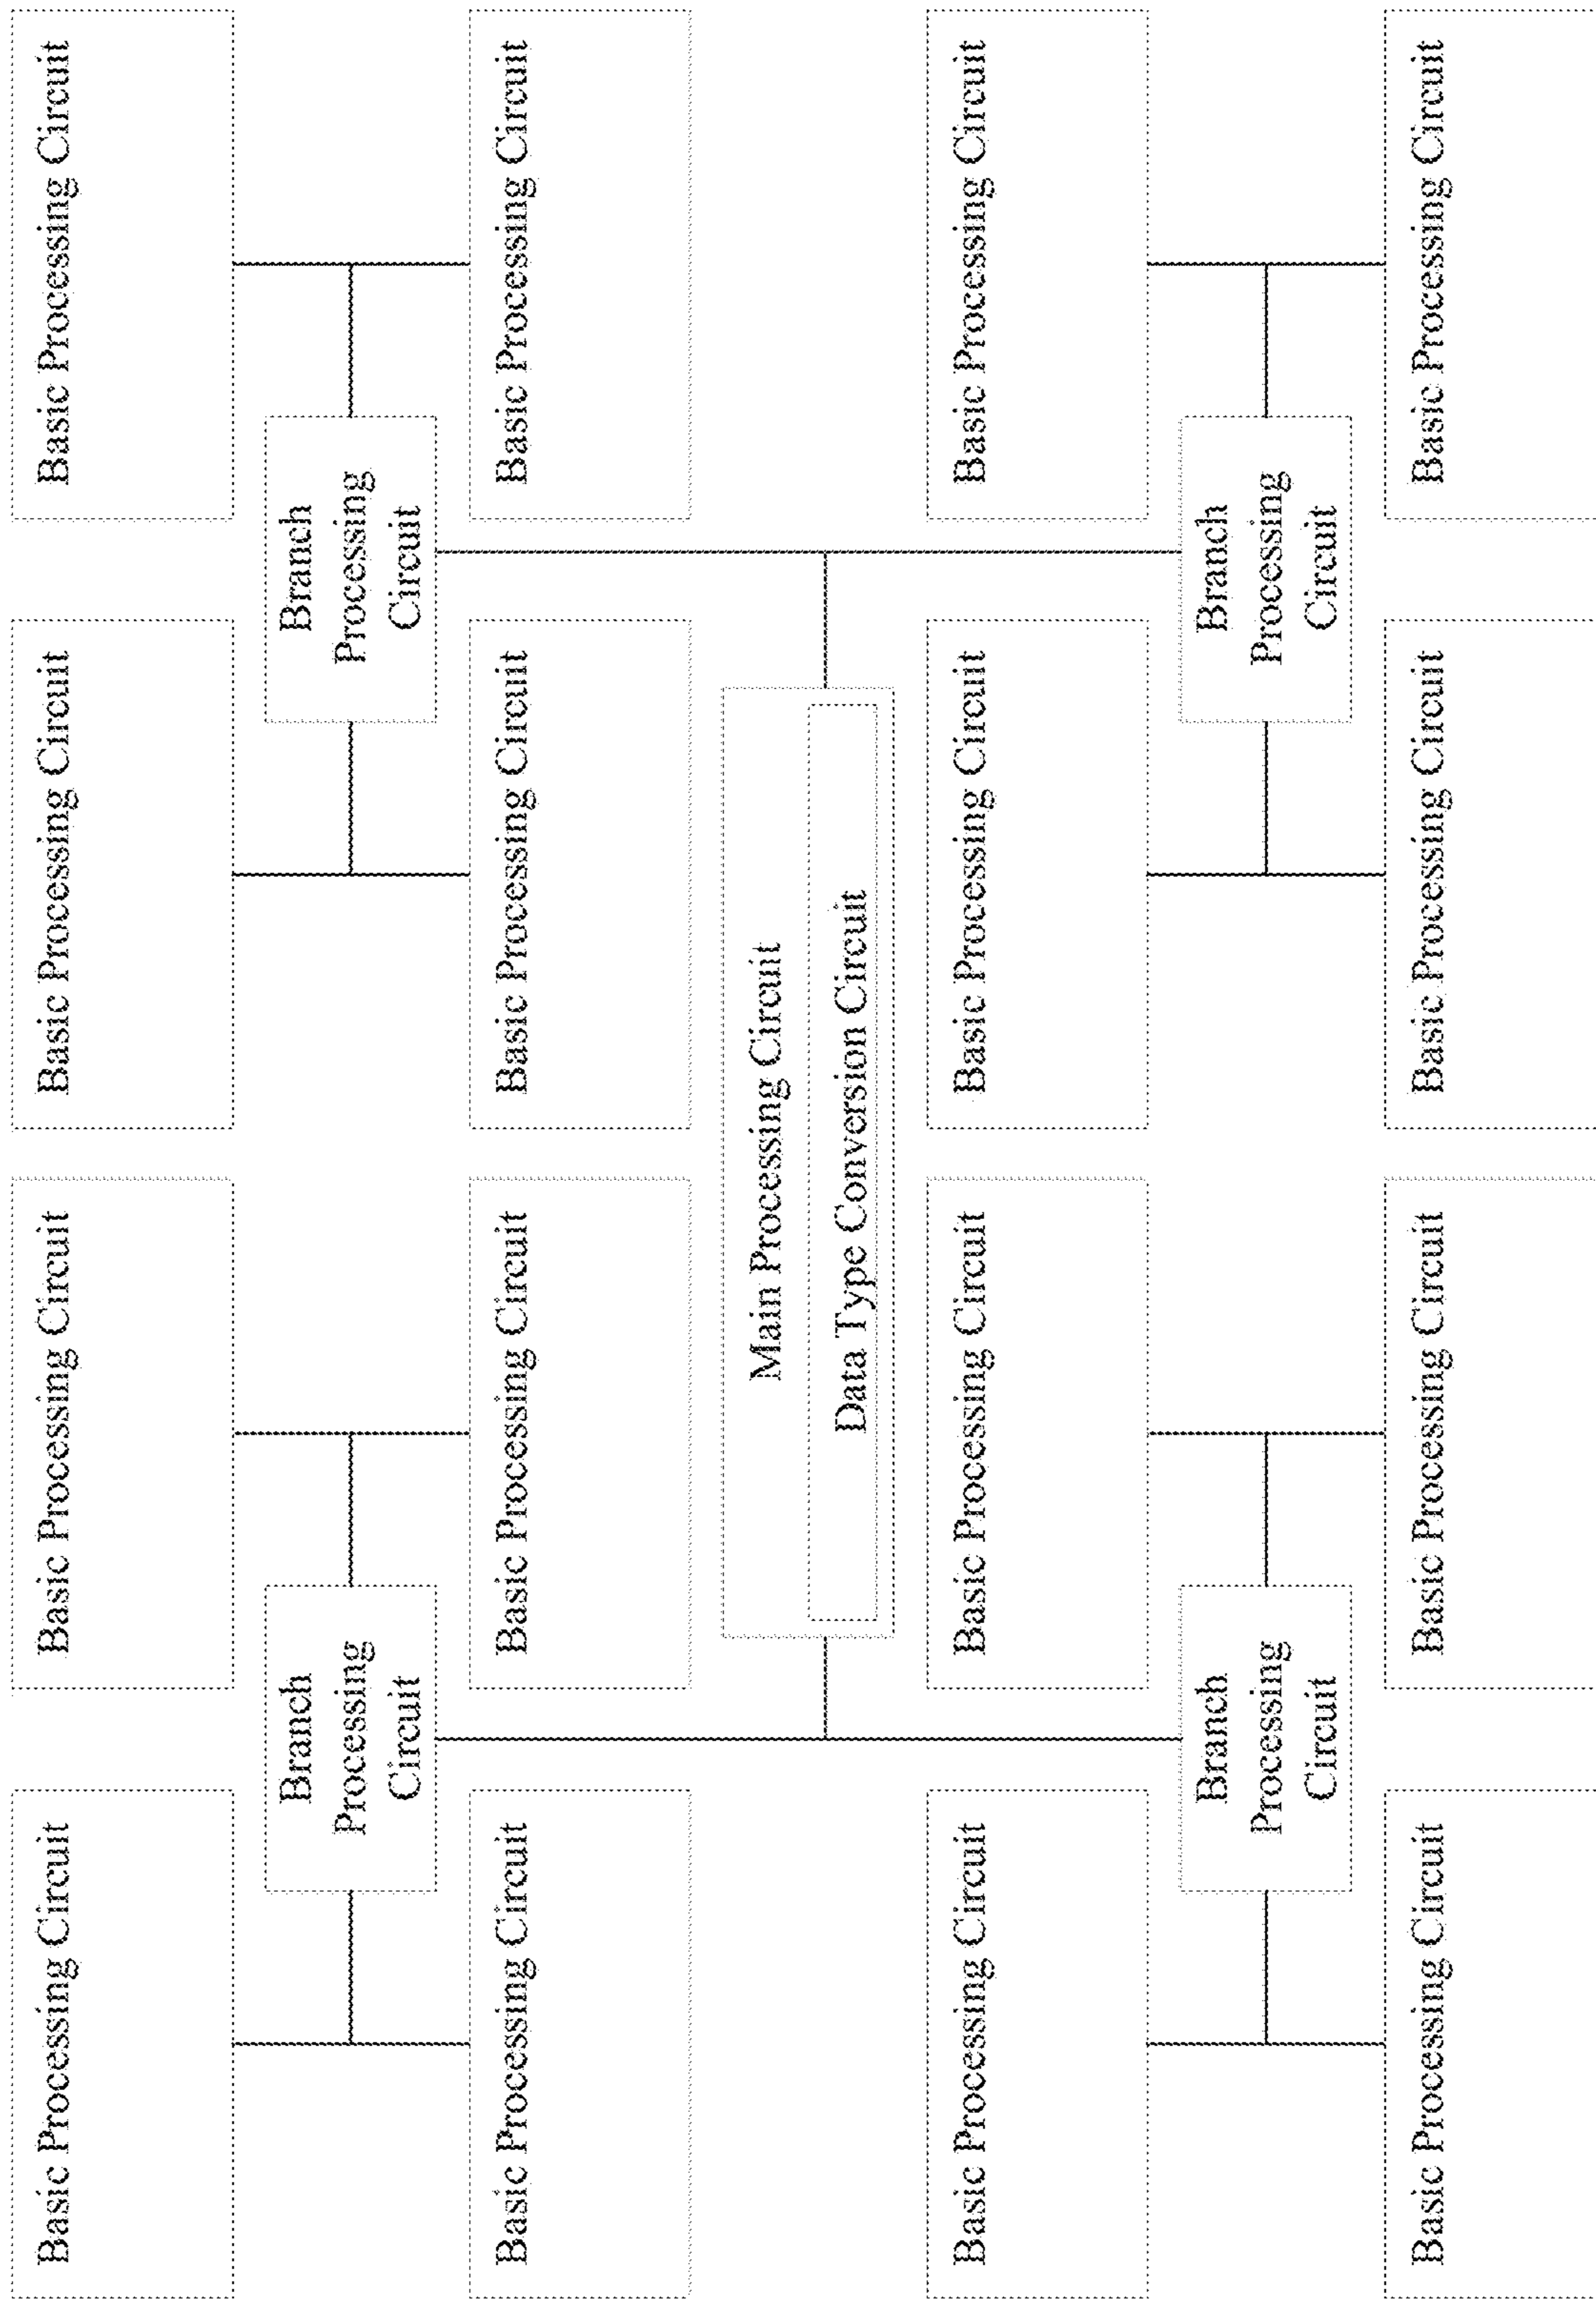 Basic Processing Circuit
Basic Processing Circuit
Basic Processing Circuit
Basic Processing Circuit
Branch
Processing
Circuit
Branch
Processing
Circuit
Basic Processing Circuit
Basic Processing Circuit
Basic Processing Circuit
Basic Processing Circuit
Main Processing Circuit
Data Type Conversion Circuit
Basic Processing Circuit
Basic Processing Circuit
Basic Processing Circuit
Basic Processing Circuit
Branch
Processing
Circuit
Branch
Processing
Circuit
Basic Processing Circuit
Basic Processing Circuit
Basic Processing Circuit
Basic Processing Circuit